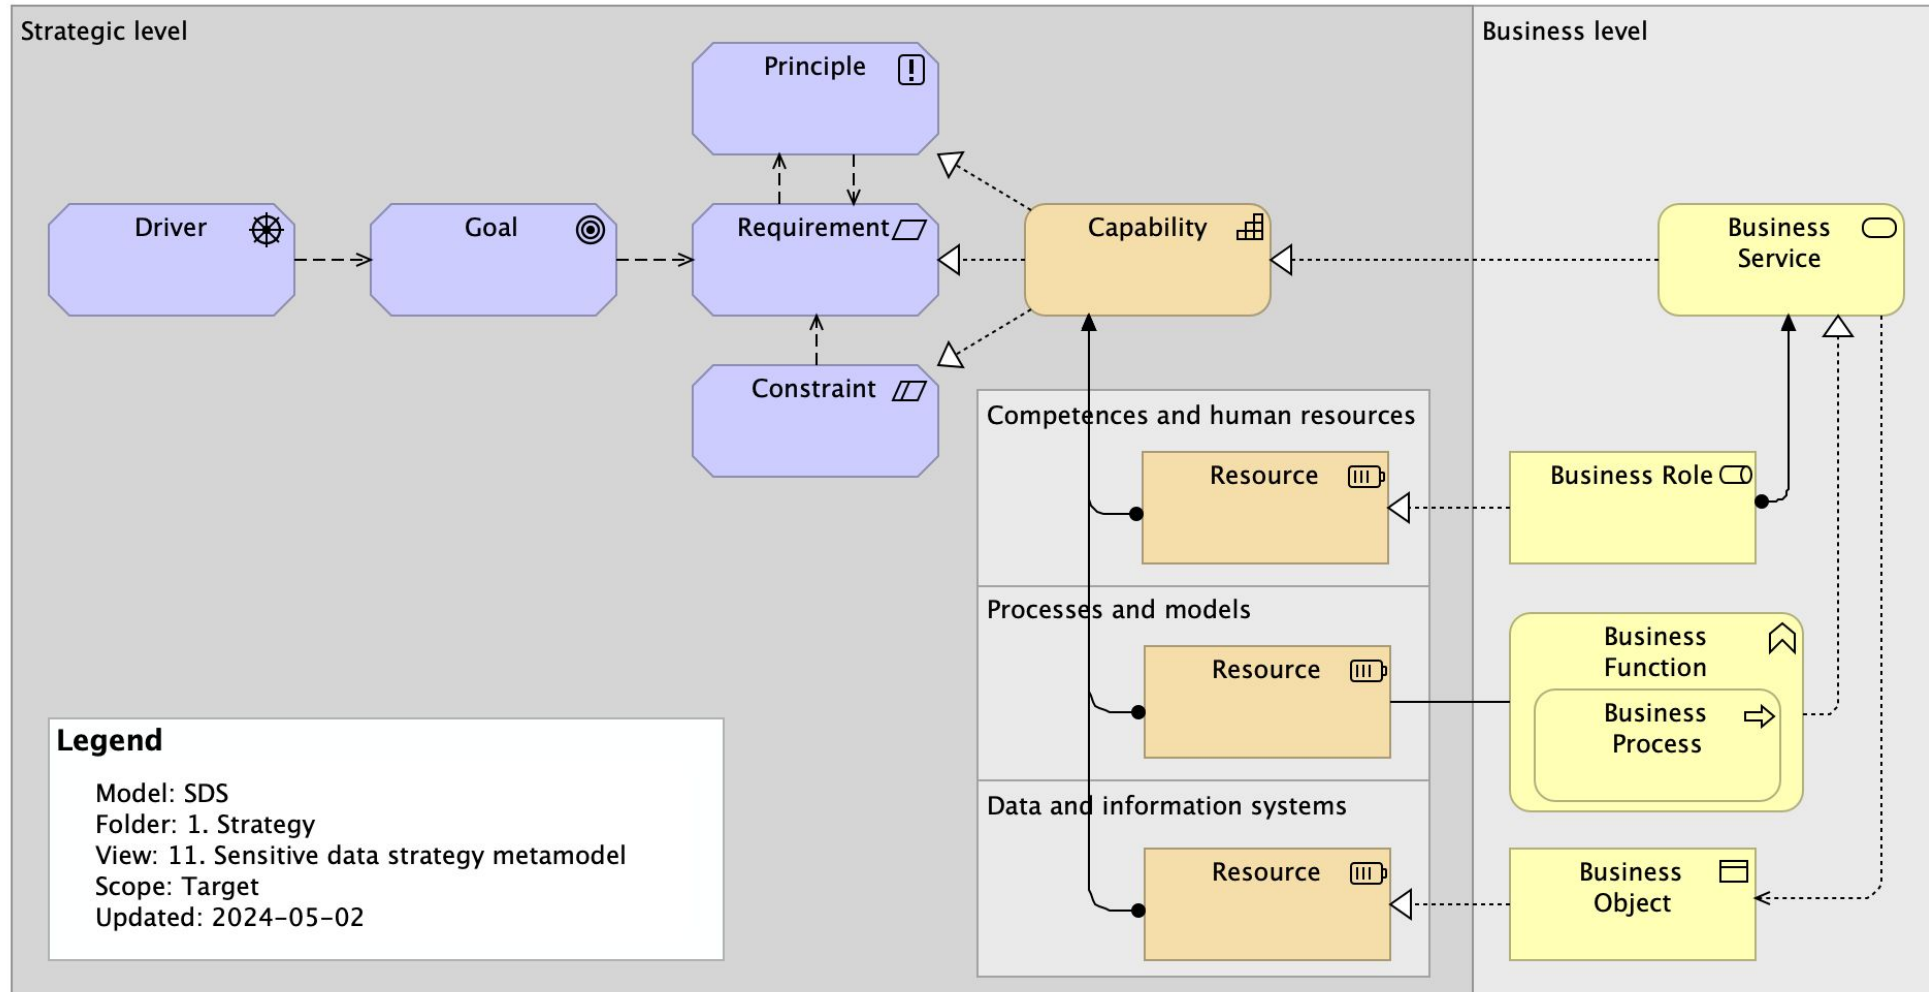 Strategic level
Business level
Principle
Driver
Goal
Requirement
Capability
Business
Service
Constraint
Competences and human resources
Resource
Business Role
Processes and models
Resource
Business
Function
Business
Process
Legend
Model: SDS
Folder: 1. Strategy
View: 11. Sensitive data strategy metamodel
Scope: Target
Updated: 2024-05-02
Data and information systems
Resource
Business
Object